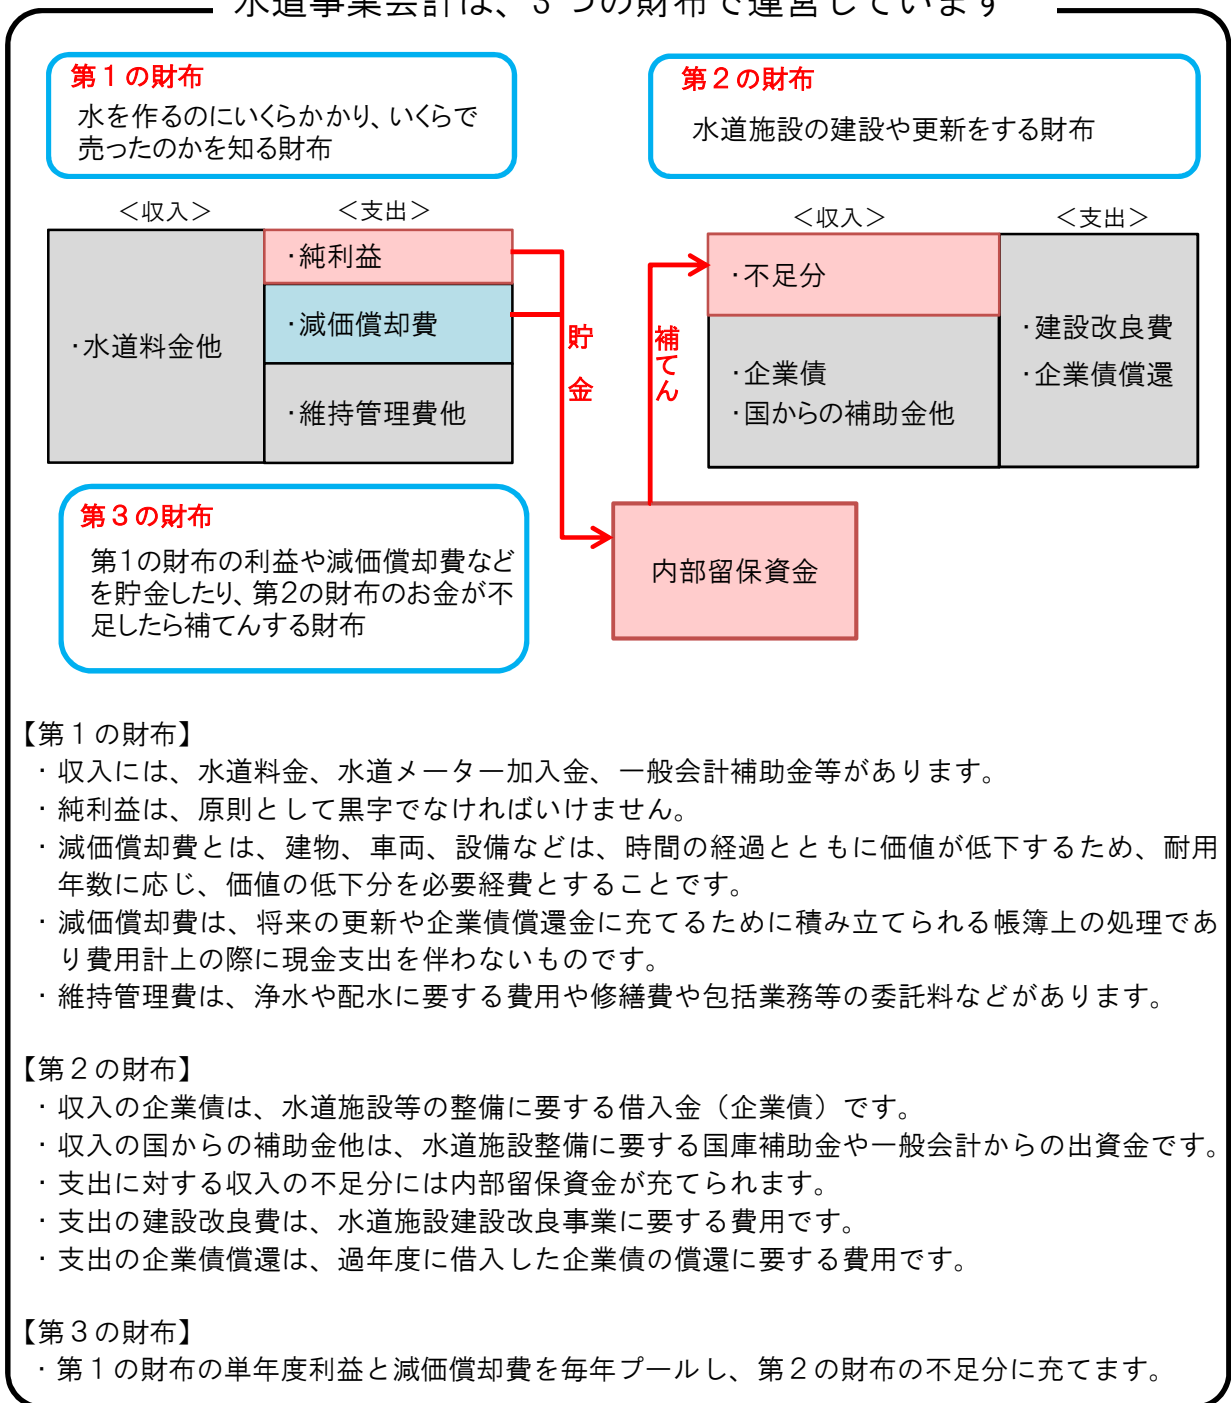 水道事業会計は、3つの財布で運営しています
第1の財布
水を作るのにいくらかかり、いくらで
売ったのかを知る財布
第2の財布
水道施設の建設や更新をする財布
＜収入＞
＜支出＞
・水道料金他
・純利益
・減価償却費
・維持管理費他
貯金
補てん
＜収入＞
＜支出＞
・不足分
・企業債
・国からの補助金他
・建設改良費
・企業債償還
第3の財布
第1の財布の利益や減価償却費など
を貯金したり、第2の財布のお金が不
足したら補てんする財布
内部留保資金
【第1の財布】
・収入には、水道料金、水道メーター加入金、一般会計補助金等があります。
・純利益は、原則として黒字でなければいけません。
・減価償却費とは、建物、車両、設備などは、時間の経過とともに価値が低下するため、耐用
年数に応じ、価値の低下分を必要経費とすることです。
・減価償却費は、将来の更新や企業債償還金に充てるために積み立てられる帳簿上の処理であ
り費用計上の際に現金支出を伴わないものです。
・維持管理費は、浄水や配水に要する費用や修繕費や包括業務等の委託料などがあります。
【第2の財布】
・収入の企業債は、水道施設等の整備に要する借入金（企業債）です。
・収入の国からの補助金他は、水道施設整備に要する国庫補助金や一般会計からの出資金です。
・支出に対する収入の不足分には内部留保資金が充てられます。
・支出の建設改良費は、水道施設建設改良事業に要する費用です。
・支出の企業債償還は、過年度に借入した企業債の償還に要する費用です。
【第3の財布】
・第1の財布の単年度利益と減価償却費を毎年プールし、第2の財布の不足分に充てます。